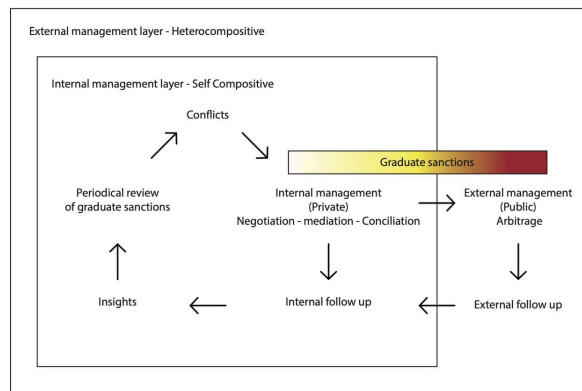 External management layer - Heterocompositive
Internal management layer - Self Compositive
Conflicts
Graduate sanctions
Periodical review
of graduate sanctions
Internal management
(Private)
Negotiation - mediation - Conciliation
External management
(Public)
Arbitrage
Insights
Internal follow up
External follow up